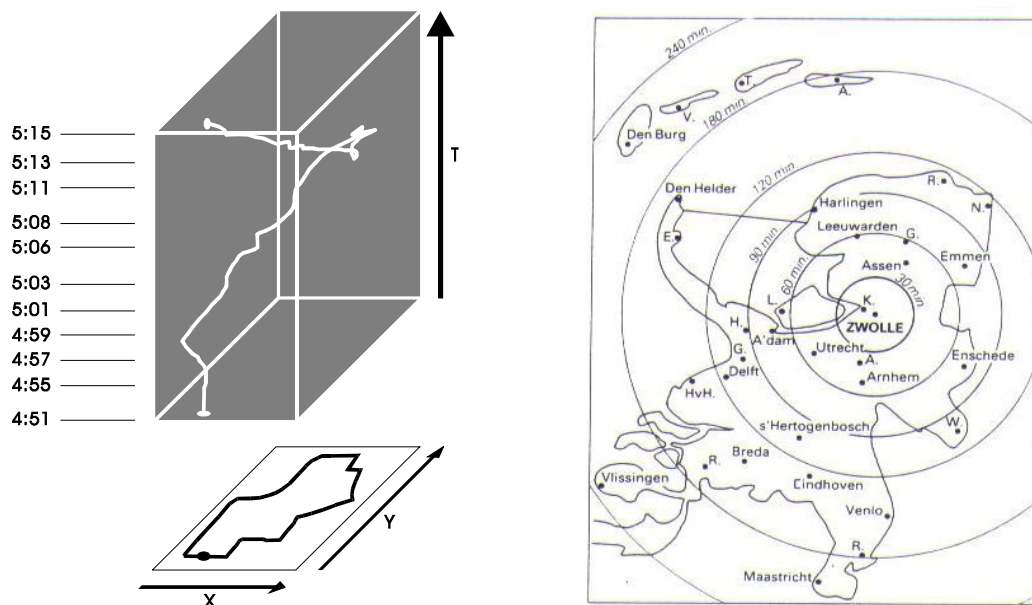 5:15
5:13
5:11
5:08
5:06
5:03
5:01
4:59
4:57
4:55
4:51
T
Y
X
240 min.
T.
A.
180 min.
V.
Den Burg
120 min.
R.
Den Helder
Harlingen
N.
Leeuwarden
G.
E.
90 min.
Assen
Emmen
60 min.
30 min
L.
K.
H.
ZWOLLE
A'dam
Utrecht
G.
A.
Enschede
Delft
Arnhem
HvH.
W.
s'Hertogenbosch
Breda
R.
Vlissingen
Eindhoven
Venlo
R.
Maastricht